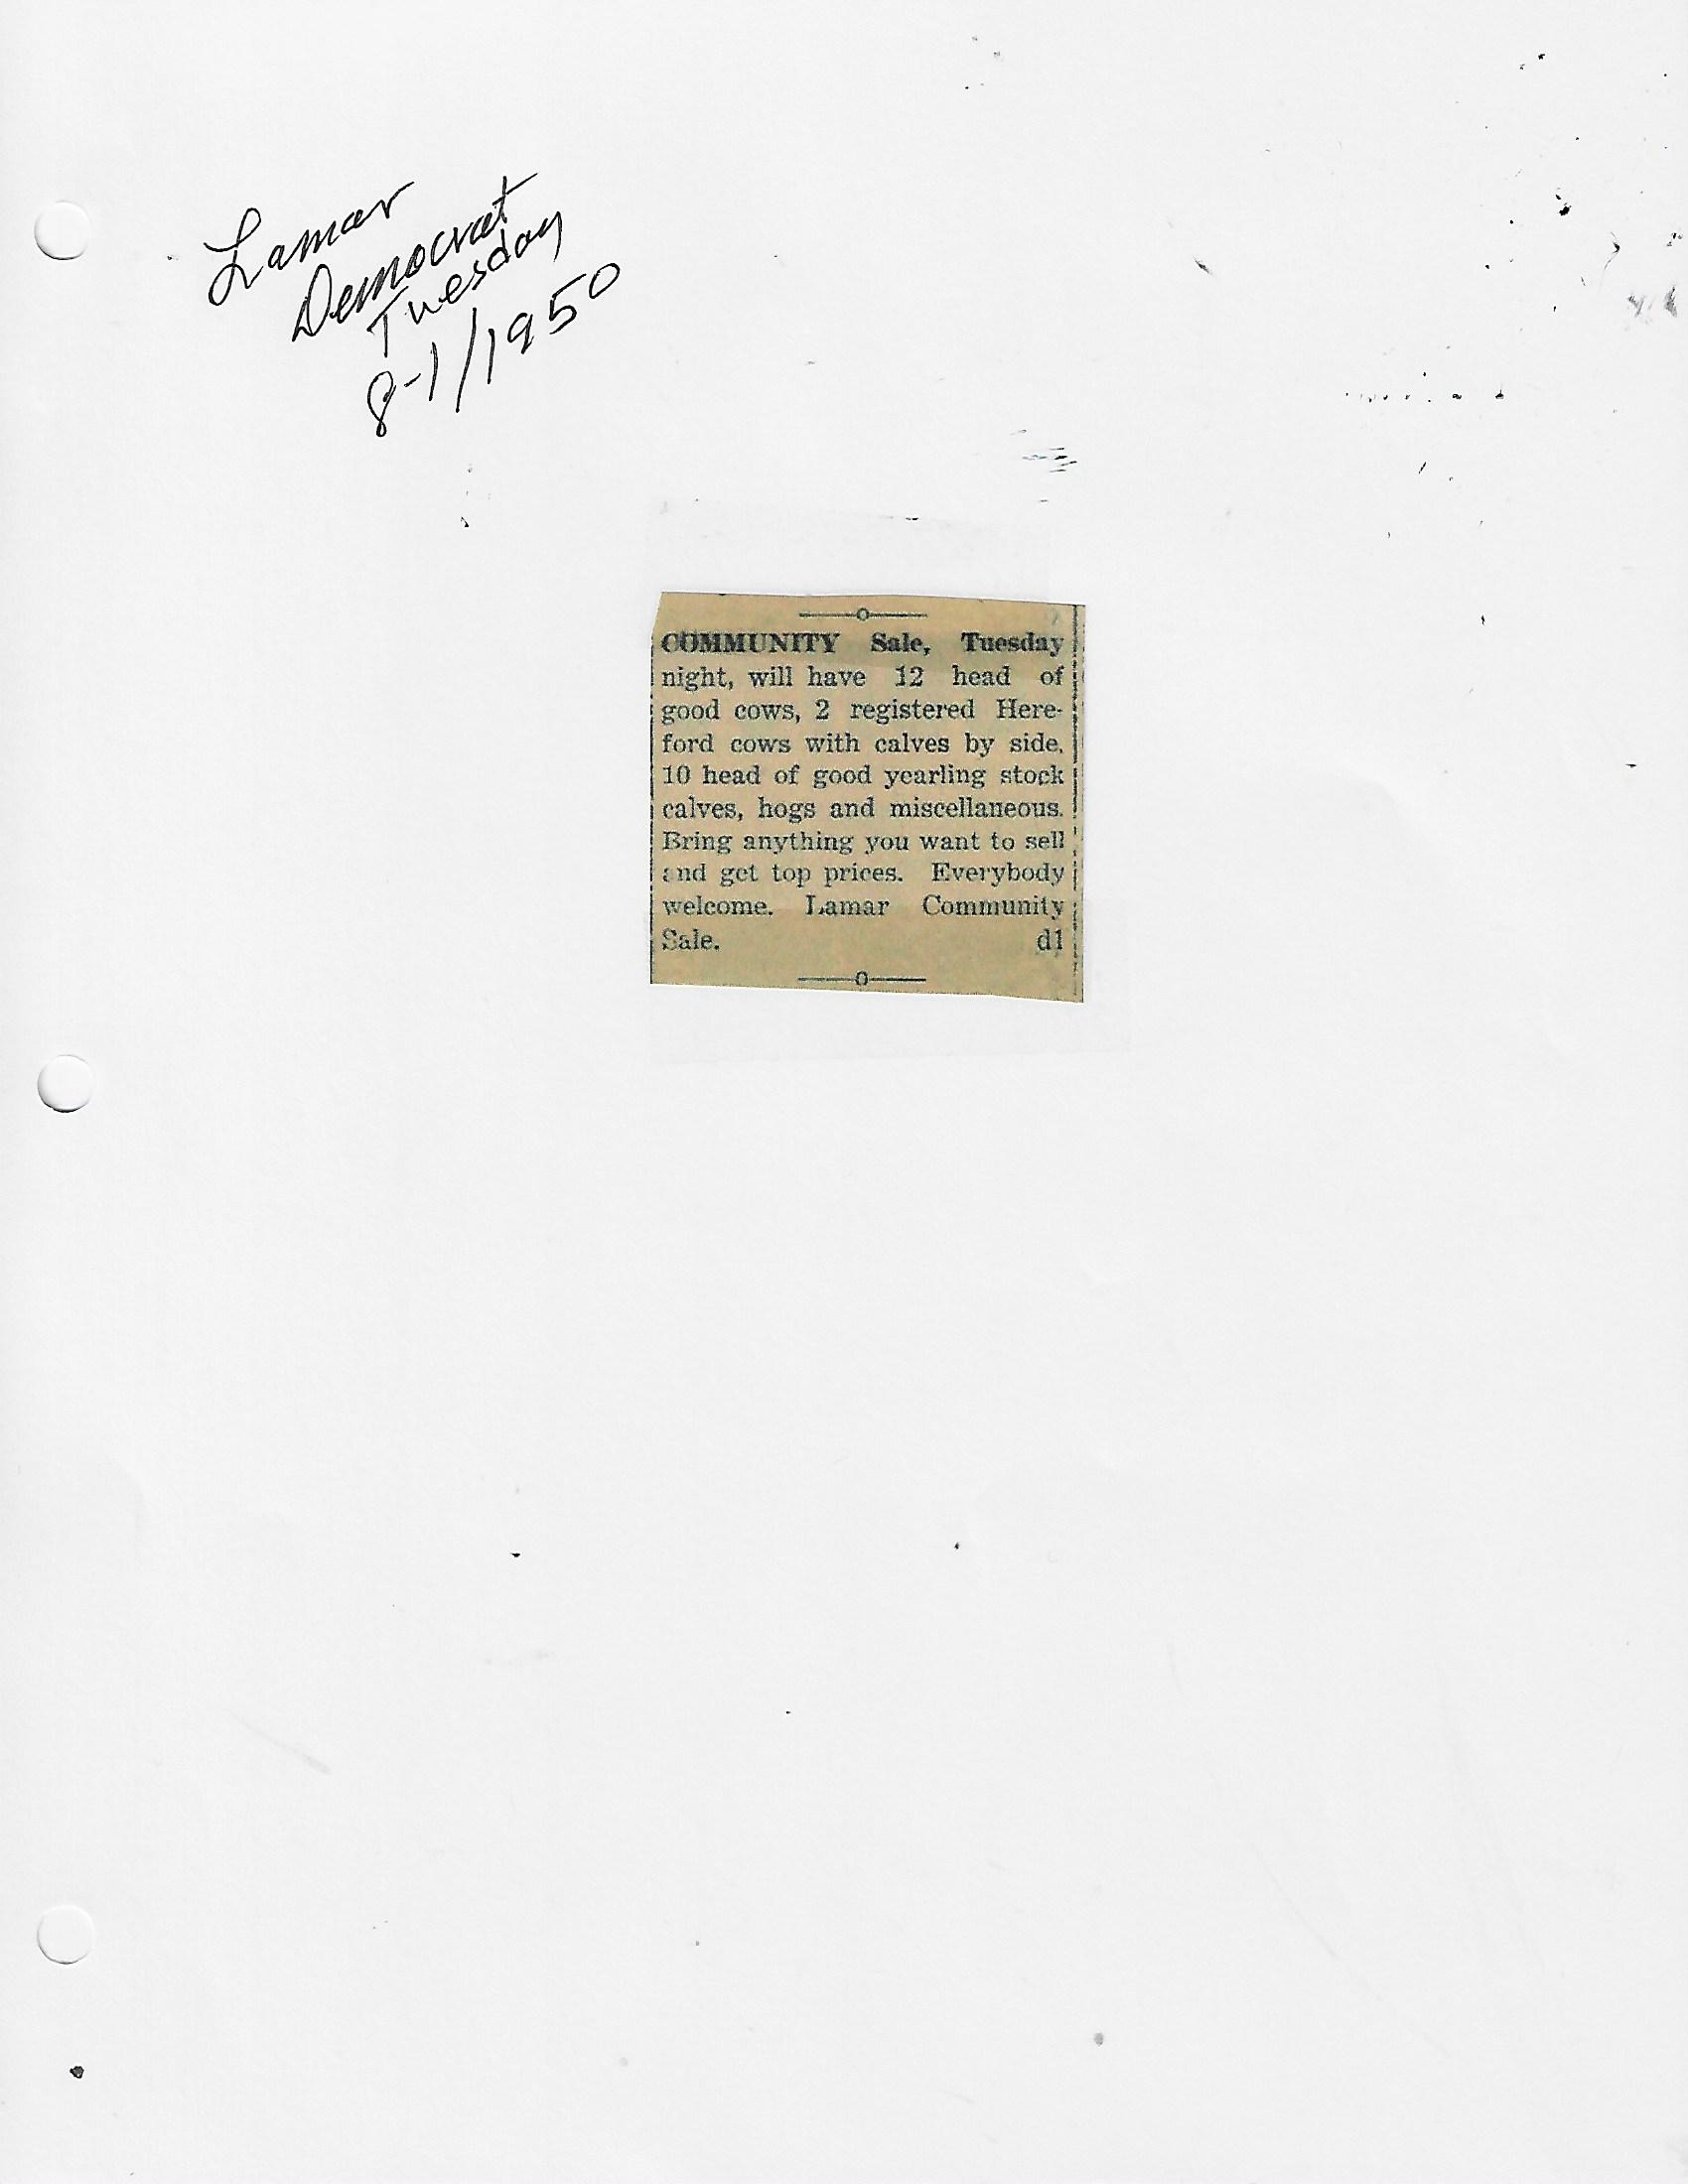 Lamar
Democrat
Tuesday
8-1/1950
COMMUNITY Sale, Tuesday
night, will have 12 head of
good cows, 2 registered Here-
ford cows with calves by side,
10 head of good yearling stock
calves, hogs and miscellaneous.
Bring anything you want to sell
and get top prices. Everybody
welcome. Lamar Community
Sale. d1